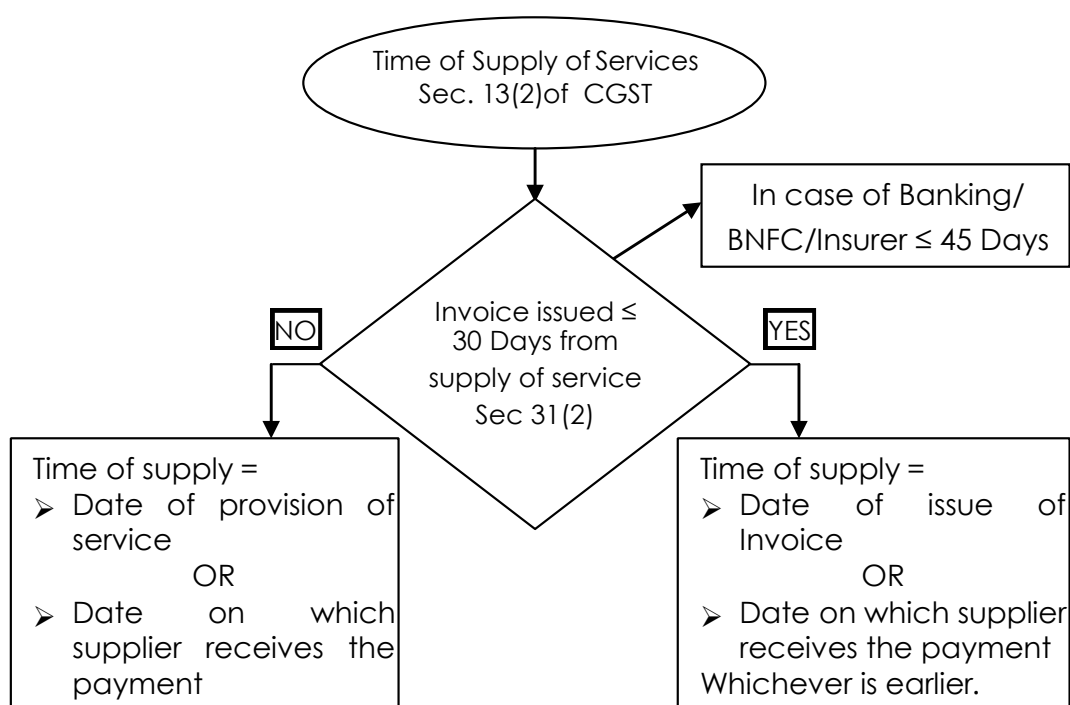 Time of Supply of Services
Sec. 13(2)of CGST
In case of Banking/
BNFC/Insurer ≤ 45 Days
Invoice issued ≤
30 Days from
supply of service
Sec 31(2)
NO
YES
Time of supply =
➢ Date of provision of
service
OR
➢ Date on which
supplier receives the
payment
Time of supply =
➢ Date of issue of
Invoice
OR
➢ Date on which supplier
receives the payment
Whichever is earlier.